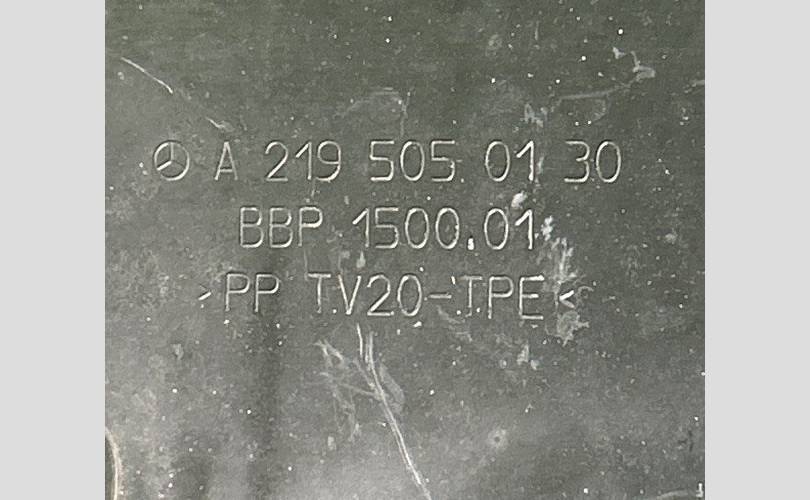 A 219 505 01 30
BBP 1500.01
>PP TV20-TPE<